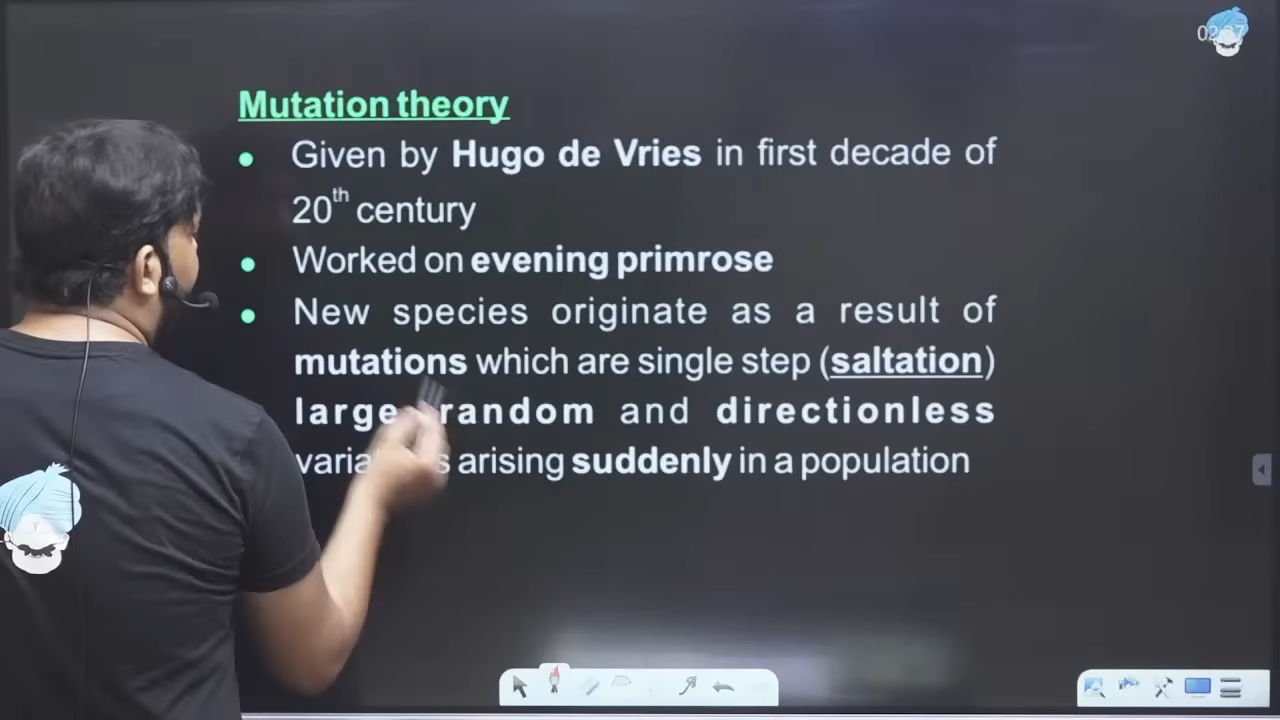 Mutation theory
Given by Hugo de Vries in first decade of
20th century
Worked on evening primrose
New species originate as a result of
mutations which are single step (saltation)
large random and directionless
arising suddenly in a population